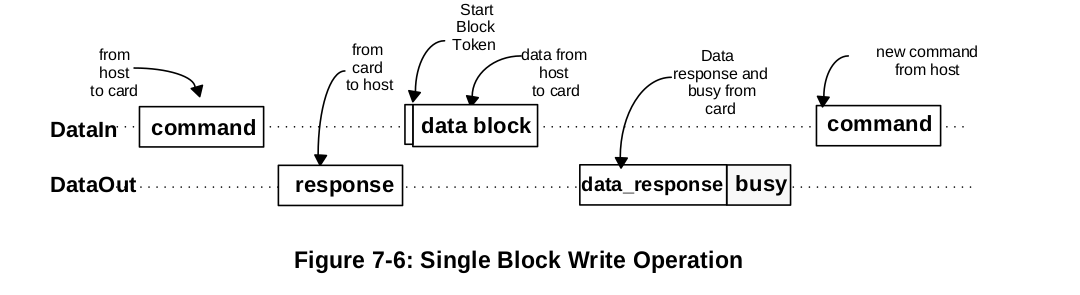 from
host
to card
from
card
to host
Start
Block
Token
data from
host
to card
Data
response and
busy from
card
new command
from host
DataIn
command
data block
command
DataOut
response
data_response
busy
Figure 7-6: Single Block Write Operation